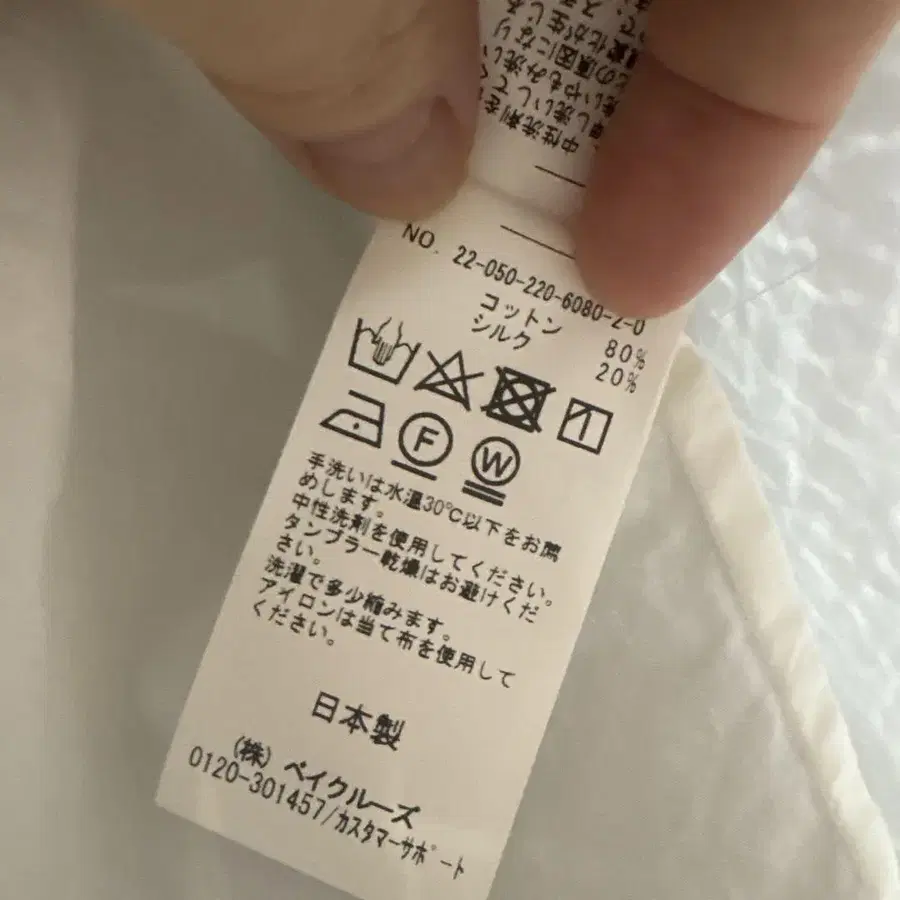 中性洗剤を
NO. 22-050-220-6080-2-0
コットン 80%
シルク 20%
F W
手洗いは水温30℃以下をお薦
めします。
中性洗剤を使用してください。
タンブラー乾燥はお避けくだ
さい。
洗濯で多少縮みます。
アイロンは当て布を使用して
ください。
日本製
(株) ベイクルーズ
0120-301457/カスタマーサポート